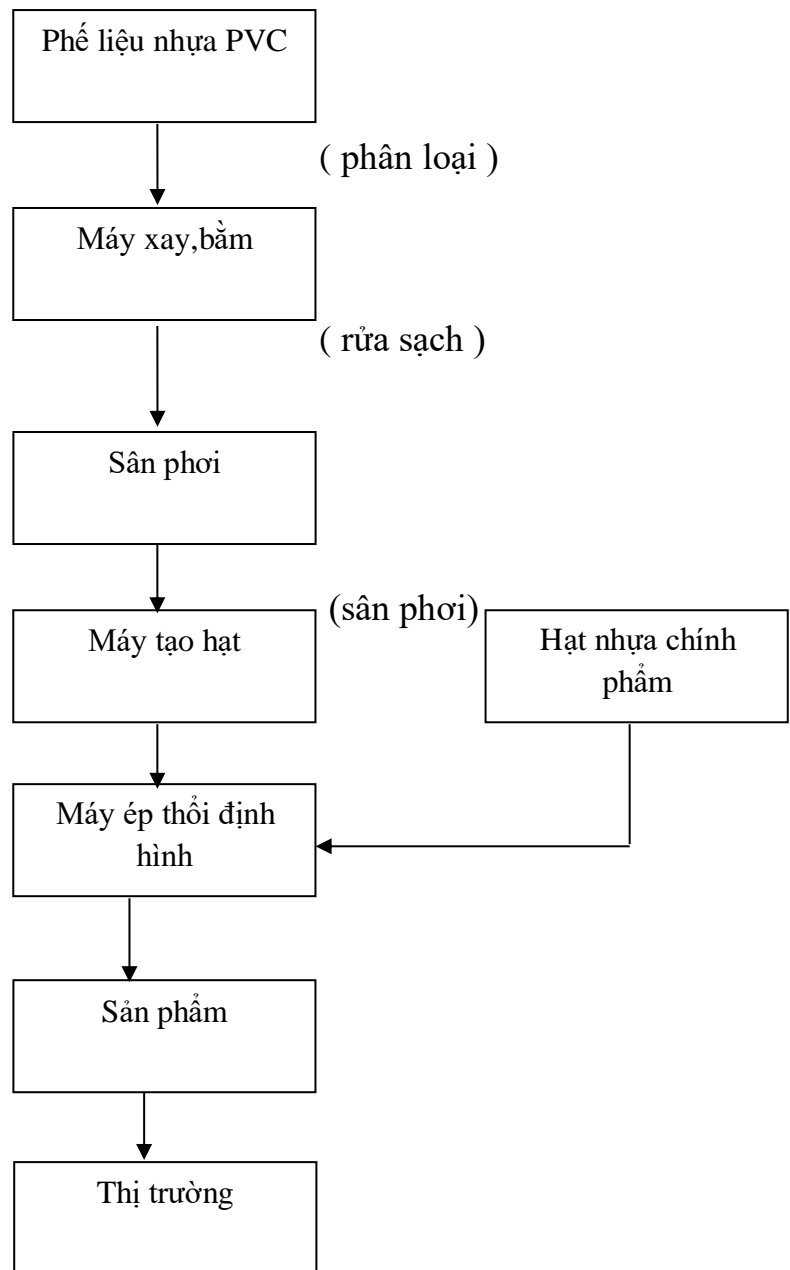 Phế liệu nhựa PVC
( phân loại )
Máy xay,bằm
( rửa sạch )
Sân phơi
(sân phơi)
Máy tạo hạt
Hạt nhựa chính
phẩm
Máy ép thổi định
hình
Sản phẩm
Thị trường